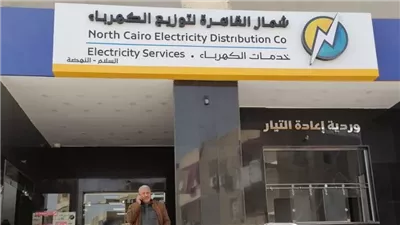 شمال القاهرة لتوزيع الكهرباء
North Cairo Electricity Distribution Co
Electricity Services • خدمات الكهرباء
السلام - النهضة
وردية إعادة التيار